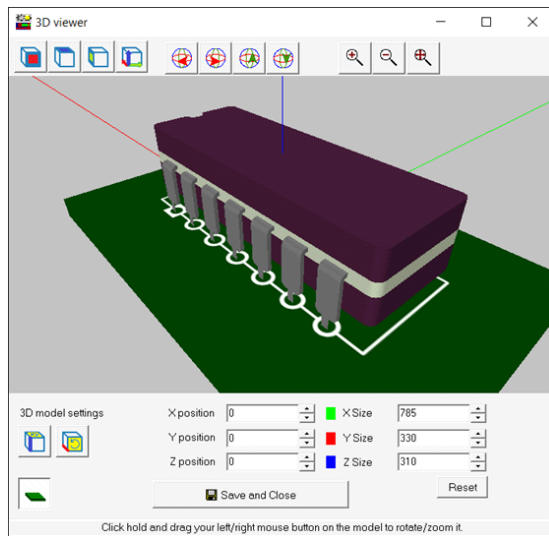 3D viewer
3D model settings
X position 0 X Size 785
Y position 0 Y Size 330
Z position 0 Z Size 310
Save and Close
Reset
Click hold and drag your left/right mouse button on the model to rotate/zoom it.